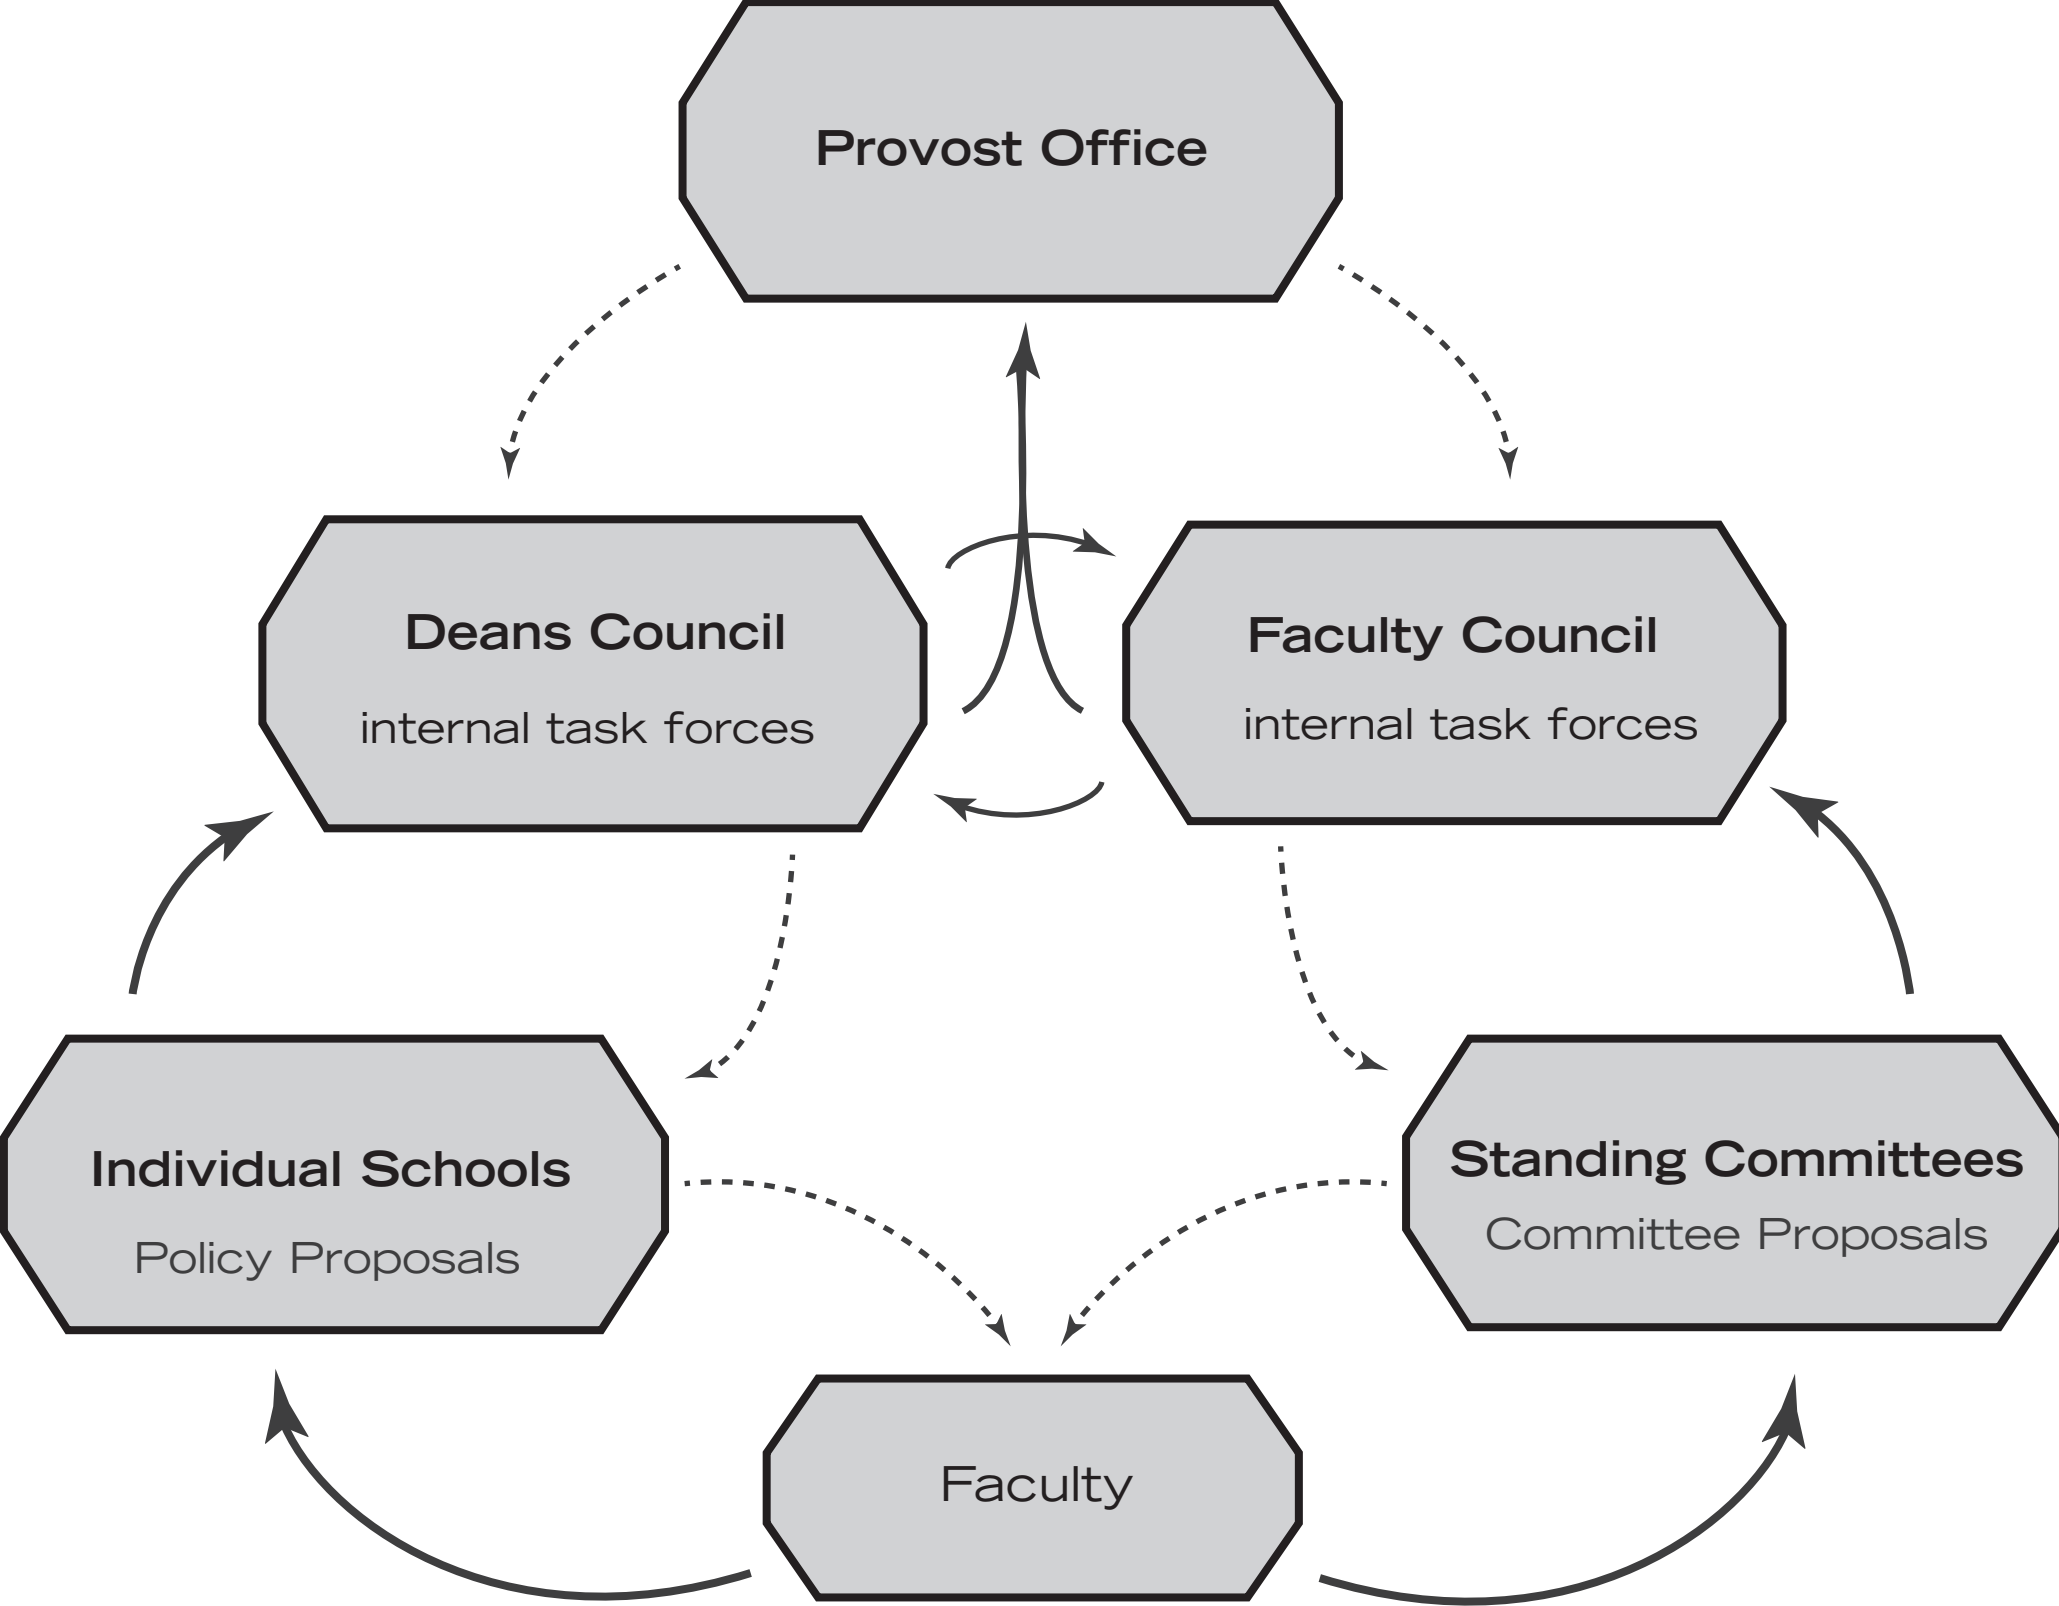 Provost Office
Deans Council
internal task forces
Faculty Council
internal task forces
Individual Schools
Policy Proposals
Standing Committees
Committee Proposals
Faculty